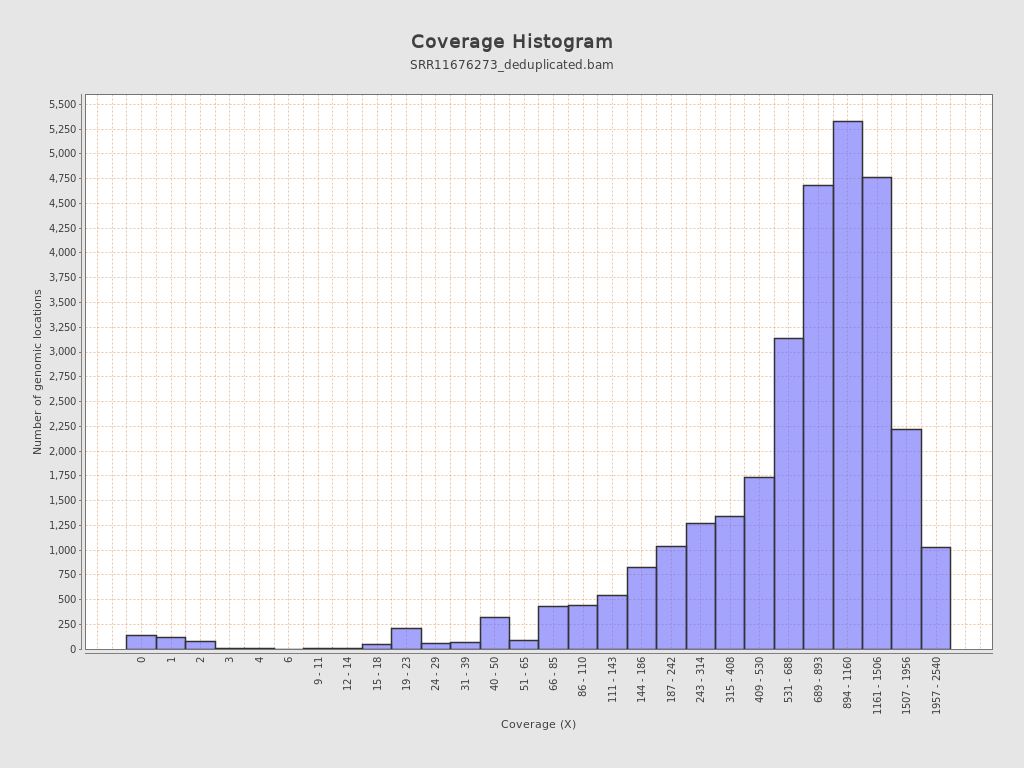 Coverage Histogram
SRR11676273_deduplicated.bam
Number of genomic locations
5,500
5,250
5,000
4,750
4,500
4,250
4,000
3,750
3,500
3,250
3,000
2,750
2,500
2,250
2,000
1,750
1,500
1,250
1,000
750
500
250
0
0
1
2
3
4
6
9 - 11
12 - 14
15 - 18
19 - 23
24 - 29
31 - 39
40 - 50
51 - 65
66 - 85
86 - 110
111 - 143
144 - 186
187 - 242
243 - 314
315 - 408
409 - 530
531 - 688
689 - 893
894 - 1160
1161 - 1506
1507 - 1956
1957 - 2540
Coverage (X)